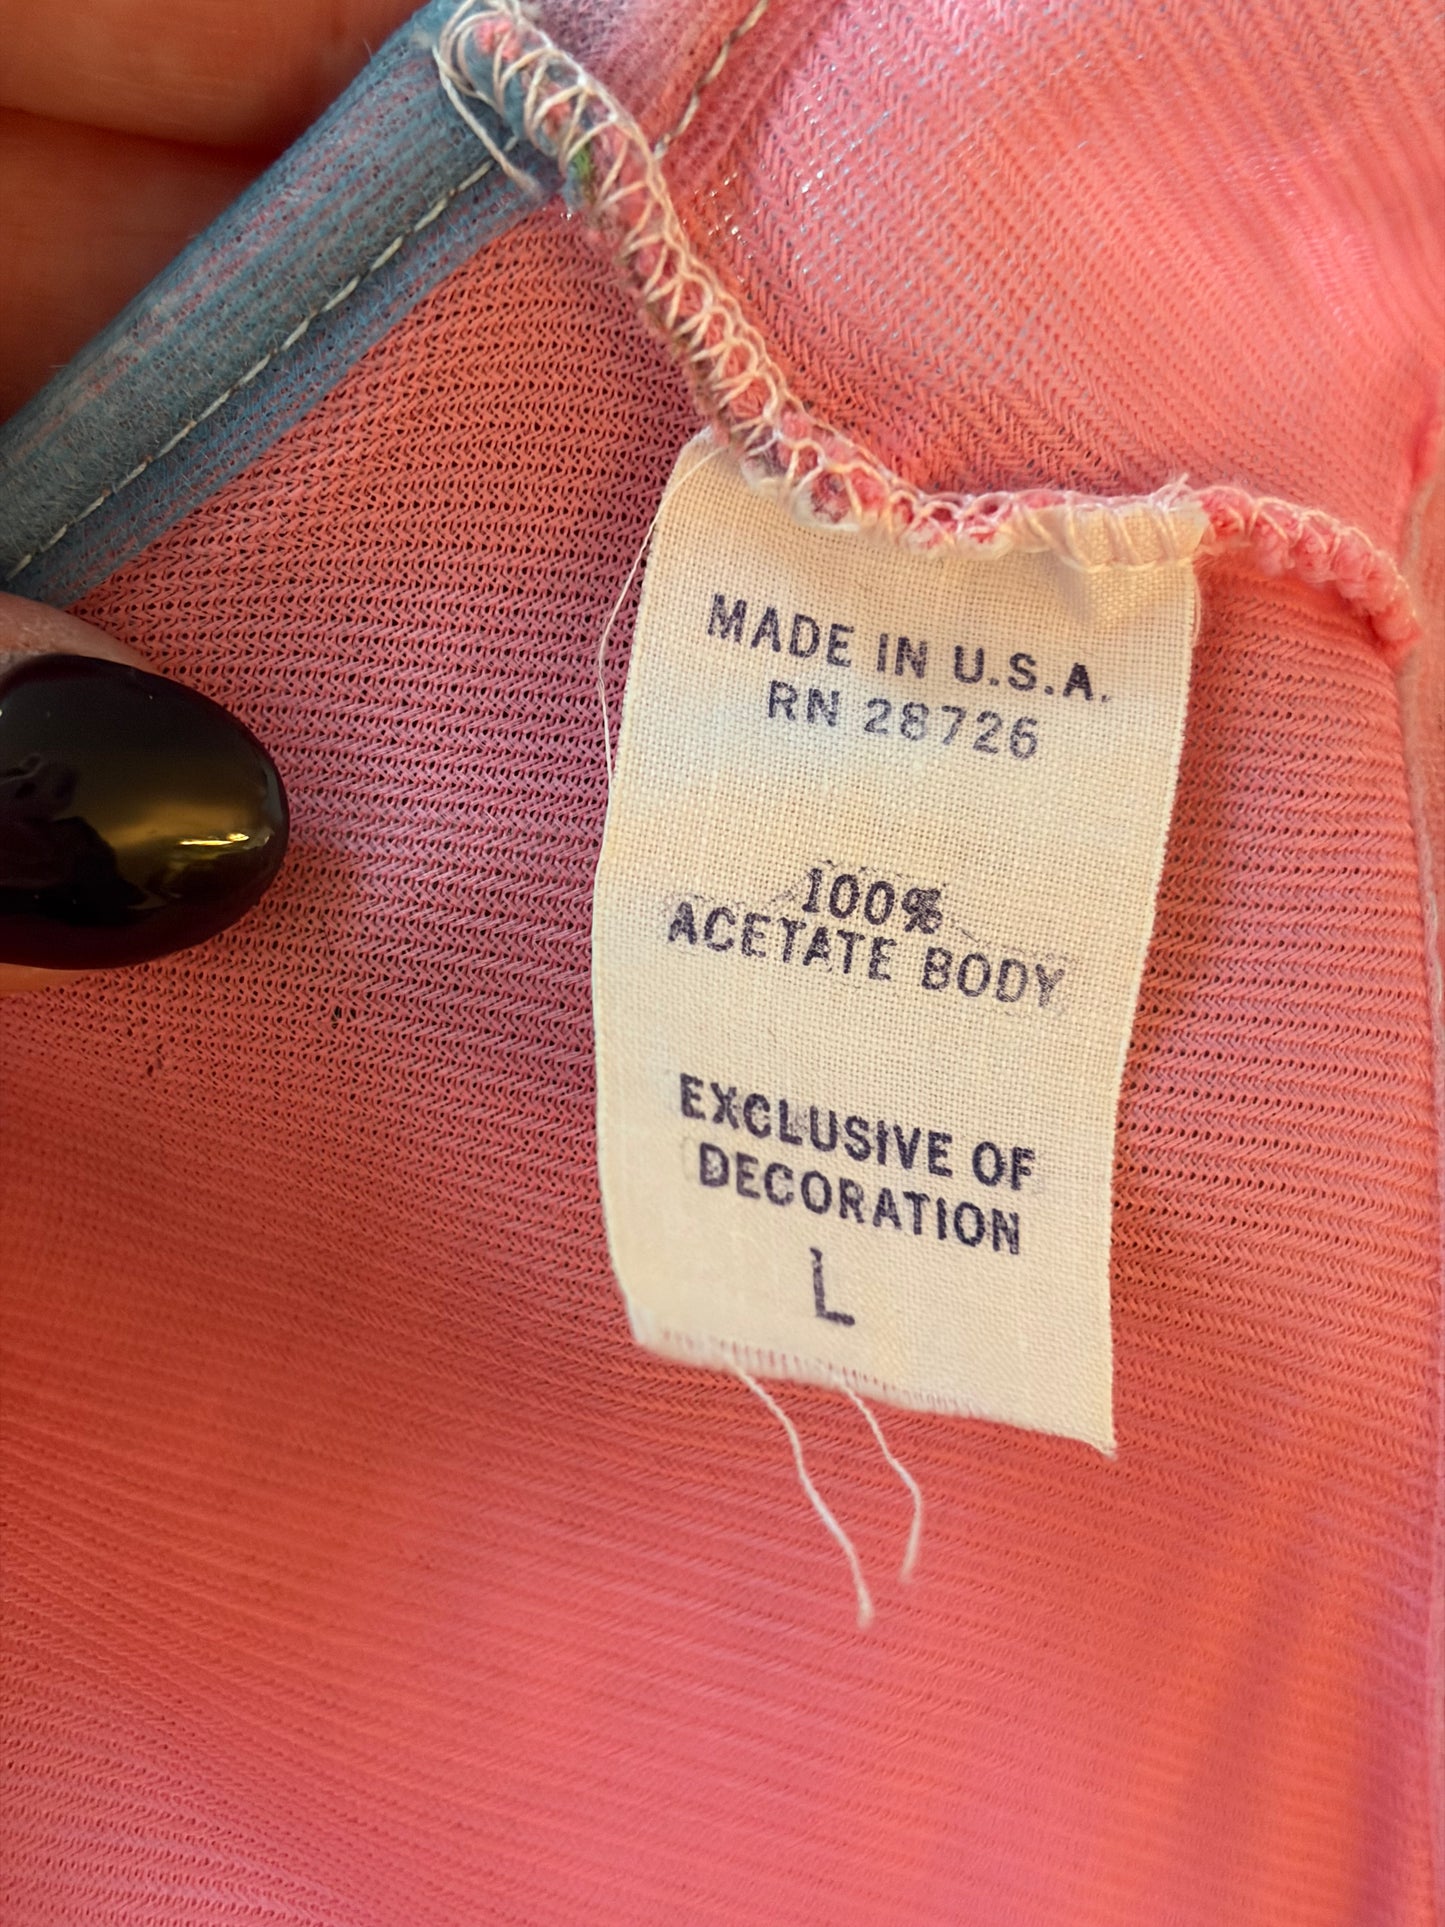 MADE IN U.S.A.
RN 28726
100%
ACETATE BODY
EXCLUSIVE OF
DECORATION
L